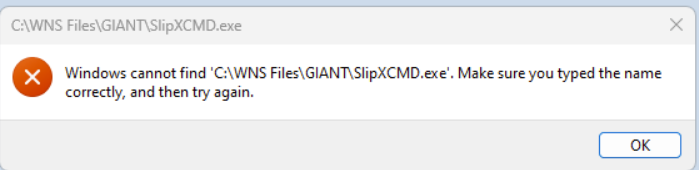 C:\WNS Files\GIANT\SlipXCMD.exe
Windows cannot find 'C:\WNS Files\GIANT\SlipXCMD.exe'. Make sure you typed the name
correctly, and then try again.
OK